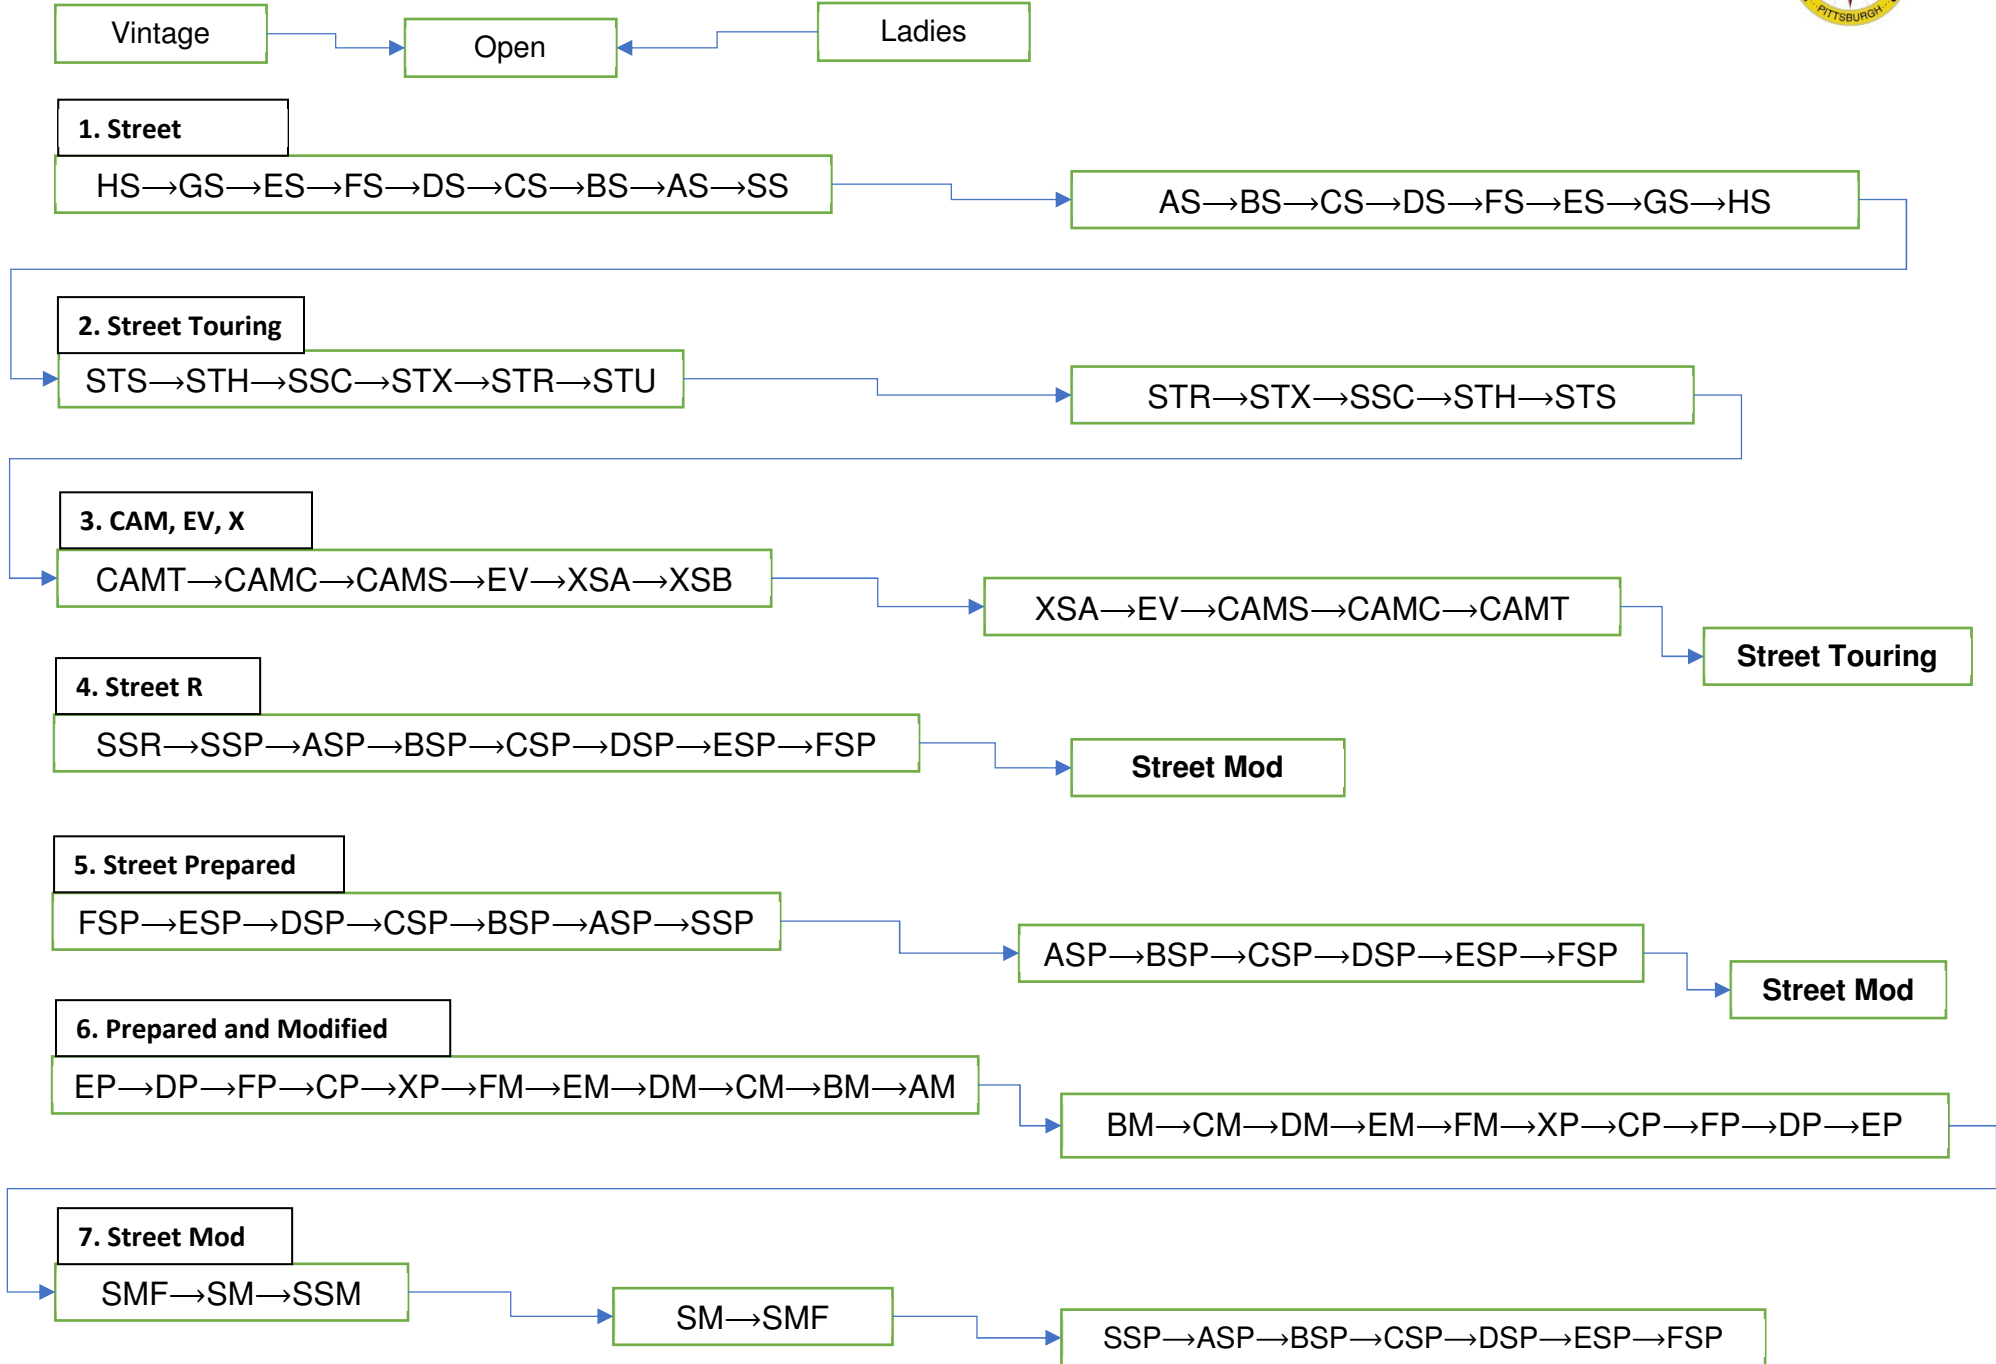 PITTSBURGH
Vintage
Open
Ladies
1. Street
HS→GS→ES→FS→DS→CS→BS→AS→SS
AS→BS→CS→DS→FS→ES→GS→HS
2. Street Touring
STS→STH→SSC→STX→STR→STU
STR→STX→SSC→STH→STS
3. CAM, EV, X
CAMT→CAMC→CAMS→EV→XSA→XSB
XSA→EV→CAMS→CAMC→CAMT
Street Touring
4. Street R
SSR→SSP→ASP→BSP→CSP→DSP→ESP→FSP
Street Mod
5. Street Prepared
FSP→ESP→DSP→CSP→BSP→ASP→SSP
ASP→BSP→CSP→DSP→ESP→FSP
Street Mod
6. Prepared and Modified
EP→DP→FP→CP→XP→FM→EM→DM→CM→BM→AM
BM→CM→DM→EM→FM→XP→CP→FP→DP→EP
7. Street Mod
SMF→SM→SSM
SM→SMF
SSP→ASP→BSP→CSP→DSP→ESP→FSP